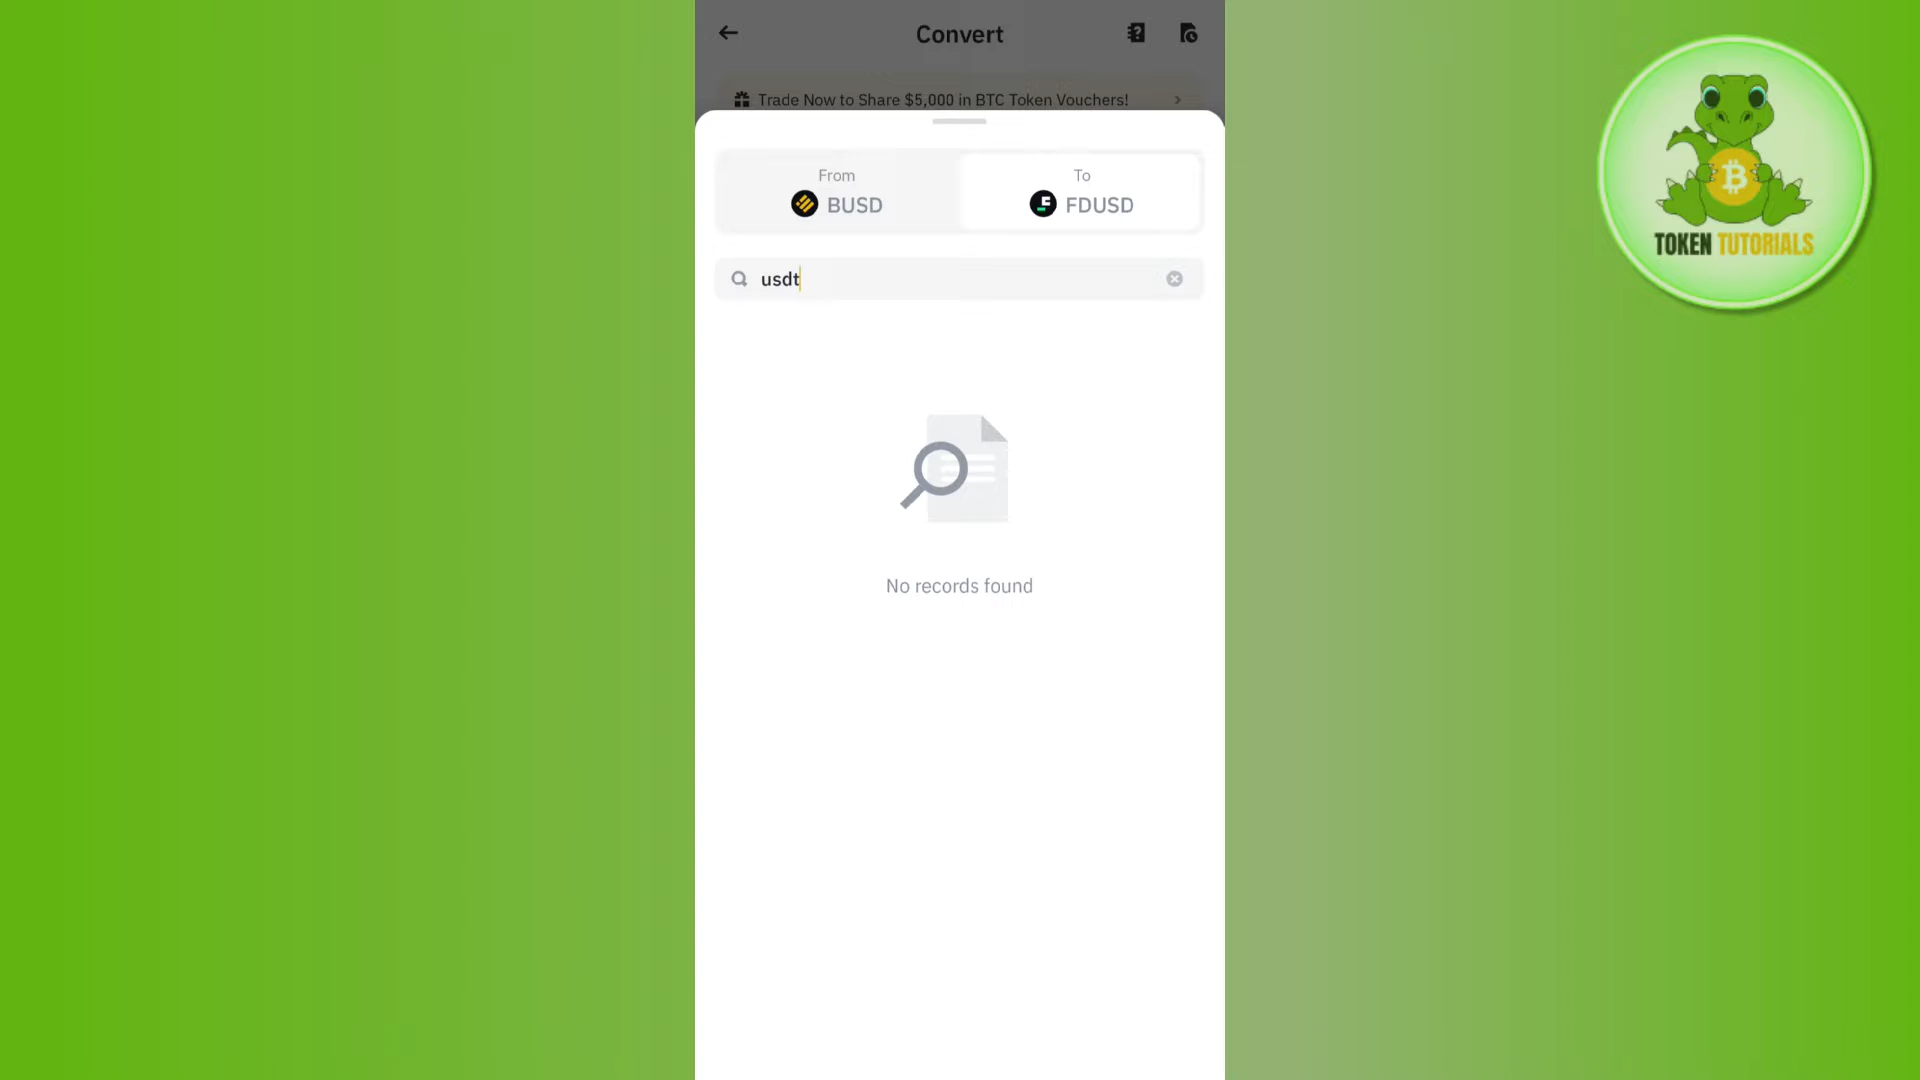 Convert
Trade Now to Share $5,000 in BTC Token Vouchers!
From
BUSD
To
FDUSD
usdt
No records found
TOKEN TUTORIALS